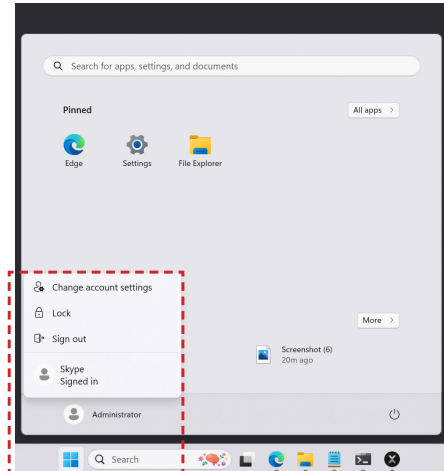 Search for apps, settings, and documents
Pinned
All apps >
Edge
Settings
File Explorer
Change account settings
Lock
More >
Sign out
Screenshot (6)
20m ago
Skype
Signed in
Administrator
Search